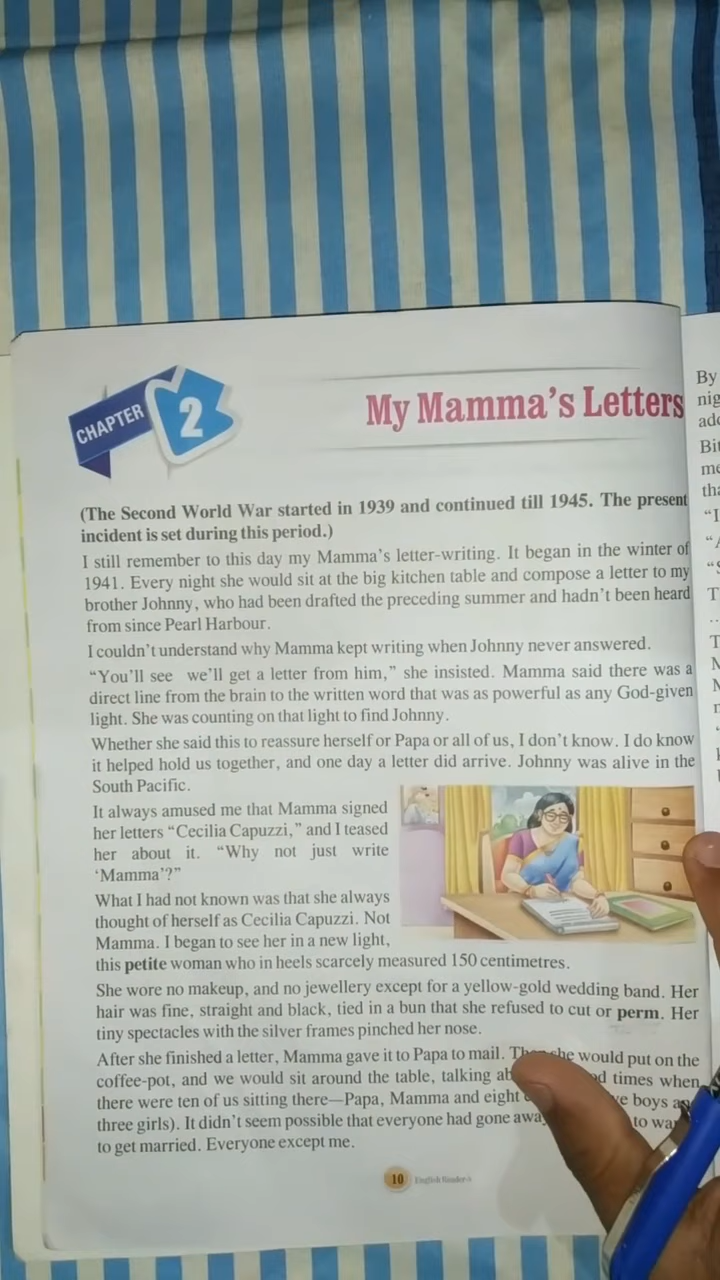 CHAPTER 2
My Mamma's Letters
(The Second World War started in 1939 and continued till 1945. The present
incident is set during this period.)
I still remember to this day my Mamma's letter-writing. It began in the winter of
1941. Every night she would sit at the big kitchen table and compose a letter to my
brother Johnny, who had been drafted the preceding summer and hadn't been heard
from since Pearl Harbour.
I couldn't understand why Mamma kept writing when Johnny never answered.
"You'll see we'll get a letter from him," she insisted. Mamma said there was a
direct line from the brain to the written word that was as powerful as any God-given
light. She was counting on that light to find Johnny.
Whether she said this to reassure herself or Papa or all of us, I don't know. I do know
it helped hold us together, and one day a letter did arrive. Johnny was alive in the
South Pacific.
It always amused me that Mamma signed
her letters "Cecilia Capuzzi," and I teased
her about it. "Why not just write
'Mamma'?"
What I had not known was that she always
thought of herself as Cecilia Capuzzi. Not
Mamma. I began to see her in a new light,
this petite woman who in heels scarcely measured 150 centimetres.
She wore no makeup, and no jewellery except for a yellow-gold wedding band. Her
hair was fine, straight and black, tied in a bun that she refused to cut or perm. Her
tiny spectacles with the silver frames pinched her nose.
After she finished a letter, Mamma gave it to Papa to mail. she would put on the
coffee-pot, and we would sit around the table, talking times when
there were ten of us sitting there—Papa, Mamma and eight boys
three girls). It didn't seem possible that everyone had gone to
to get married. Everyone except me.
10 English Reader
By
Bit